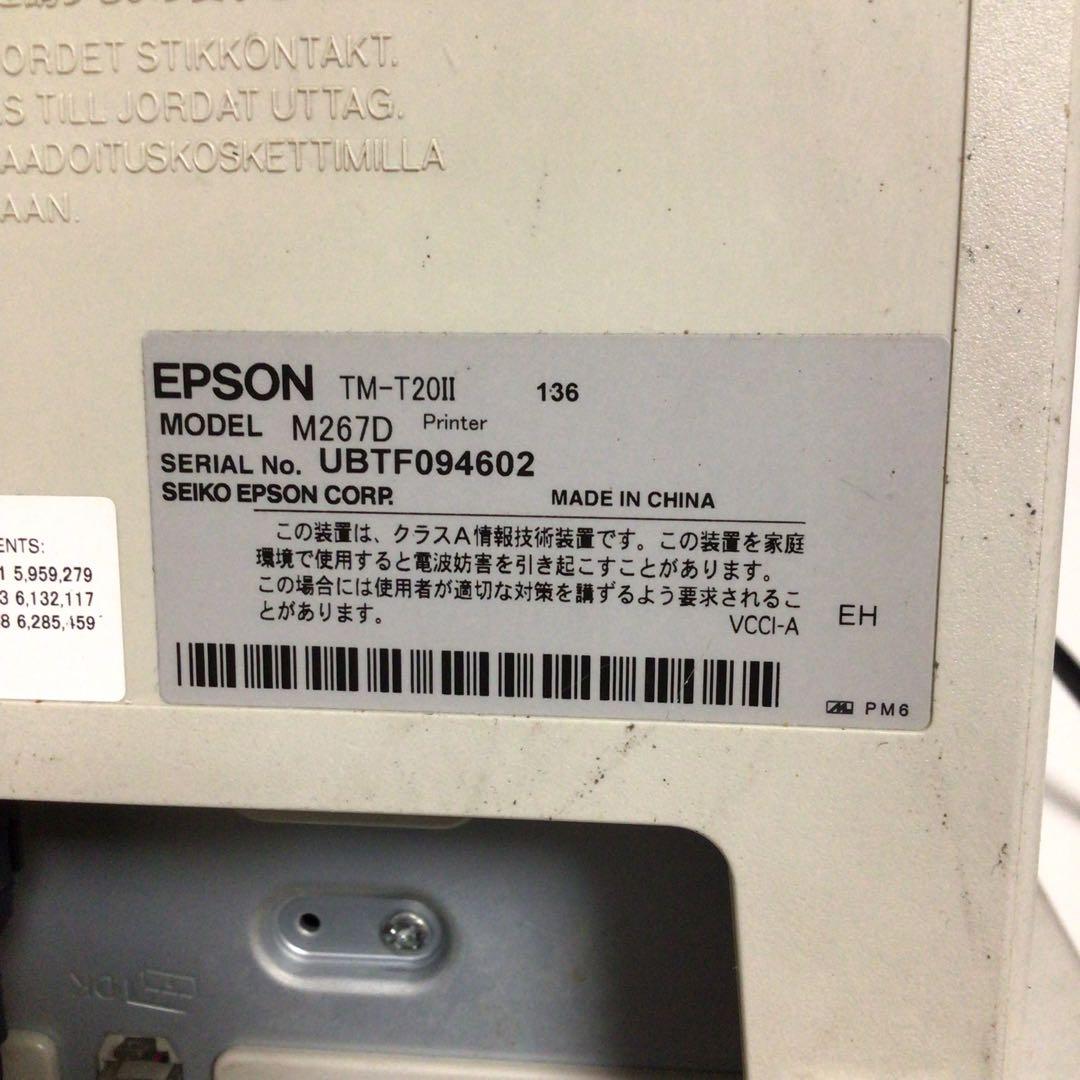 ORDET STIKKONTAKT.
S TILL JORDAT UTTAG.
AADOITUSKOSKETTIMILLA
AAN.
EPSON TM-T20II 136
MODEL M267D Printer
SERIAL No. UBTF094602
SEIKO EPSON CORP. MADE IN CHINA
この装置は、クラスA情報技術装置です。この装置を家庭
環境で使用すると電波妨害を引き起こすことがあります。
この場合には使用者が適切な対策を講ずるよう要求されるこ
とがあります。
VCCI-A
EH
PM6
ENTS:
1 5,959,279
3 6,132,117
8 6,285,459
DK